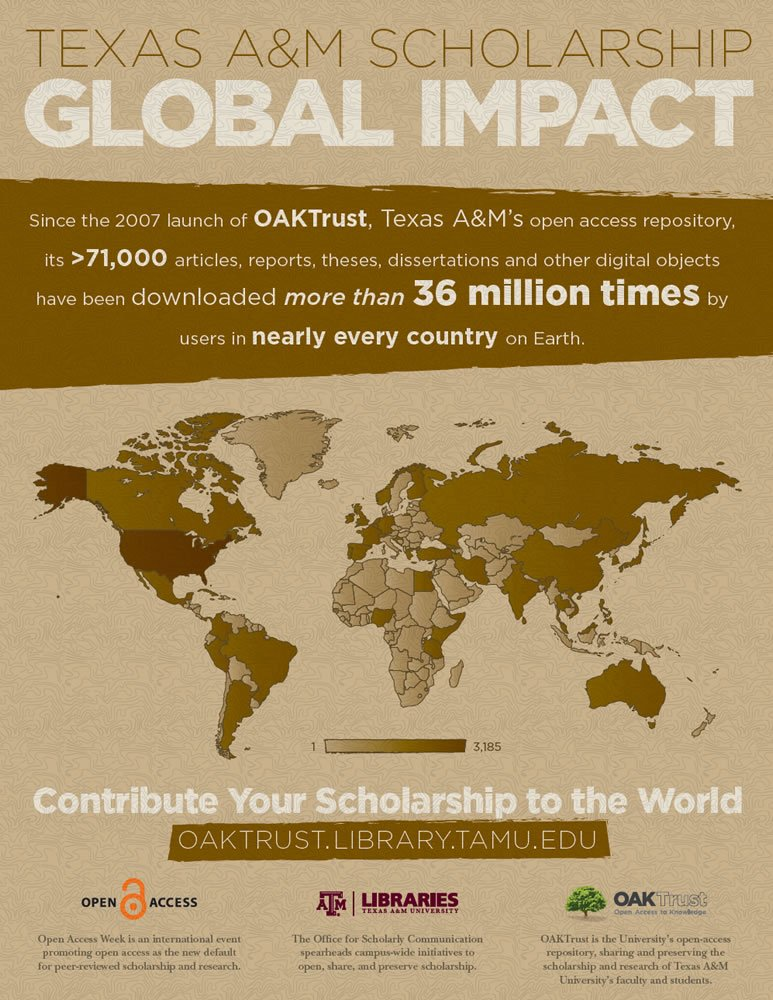 TEXAS A&M SCHOLARSHIP
GLOBAL IMPACT
Since the 2007 launch of OAKTrust, Texas A&M's open access repository,
its >71,000 articles, reports, theses, dissertations and other digital objects
have been downloaded more than 36 million times by
users in nearly every country on Earth.
1 3,185
Contribute Your Scholarship to the World
OAKTRUST.LIBRARY.TAMU.EDU
OPEN ACCESS
Open Access Week is an international event
promoting open access as the new default
for peer-reviewed scholarship and research.
ATM LIBRARIES
TEXAS A&M UNIVERSITY
The Office for Scholarly Communication
spearheads campus-wide initiatives to
open, share, and preserve scholarship.
OAKTrust
Open Access to Knowledge
OAKTrust is the University's open-access
repository, sharing and preserving the
scholarship and research of Texas A&M
University's faculty and students.